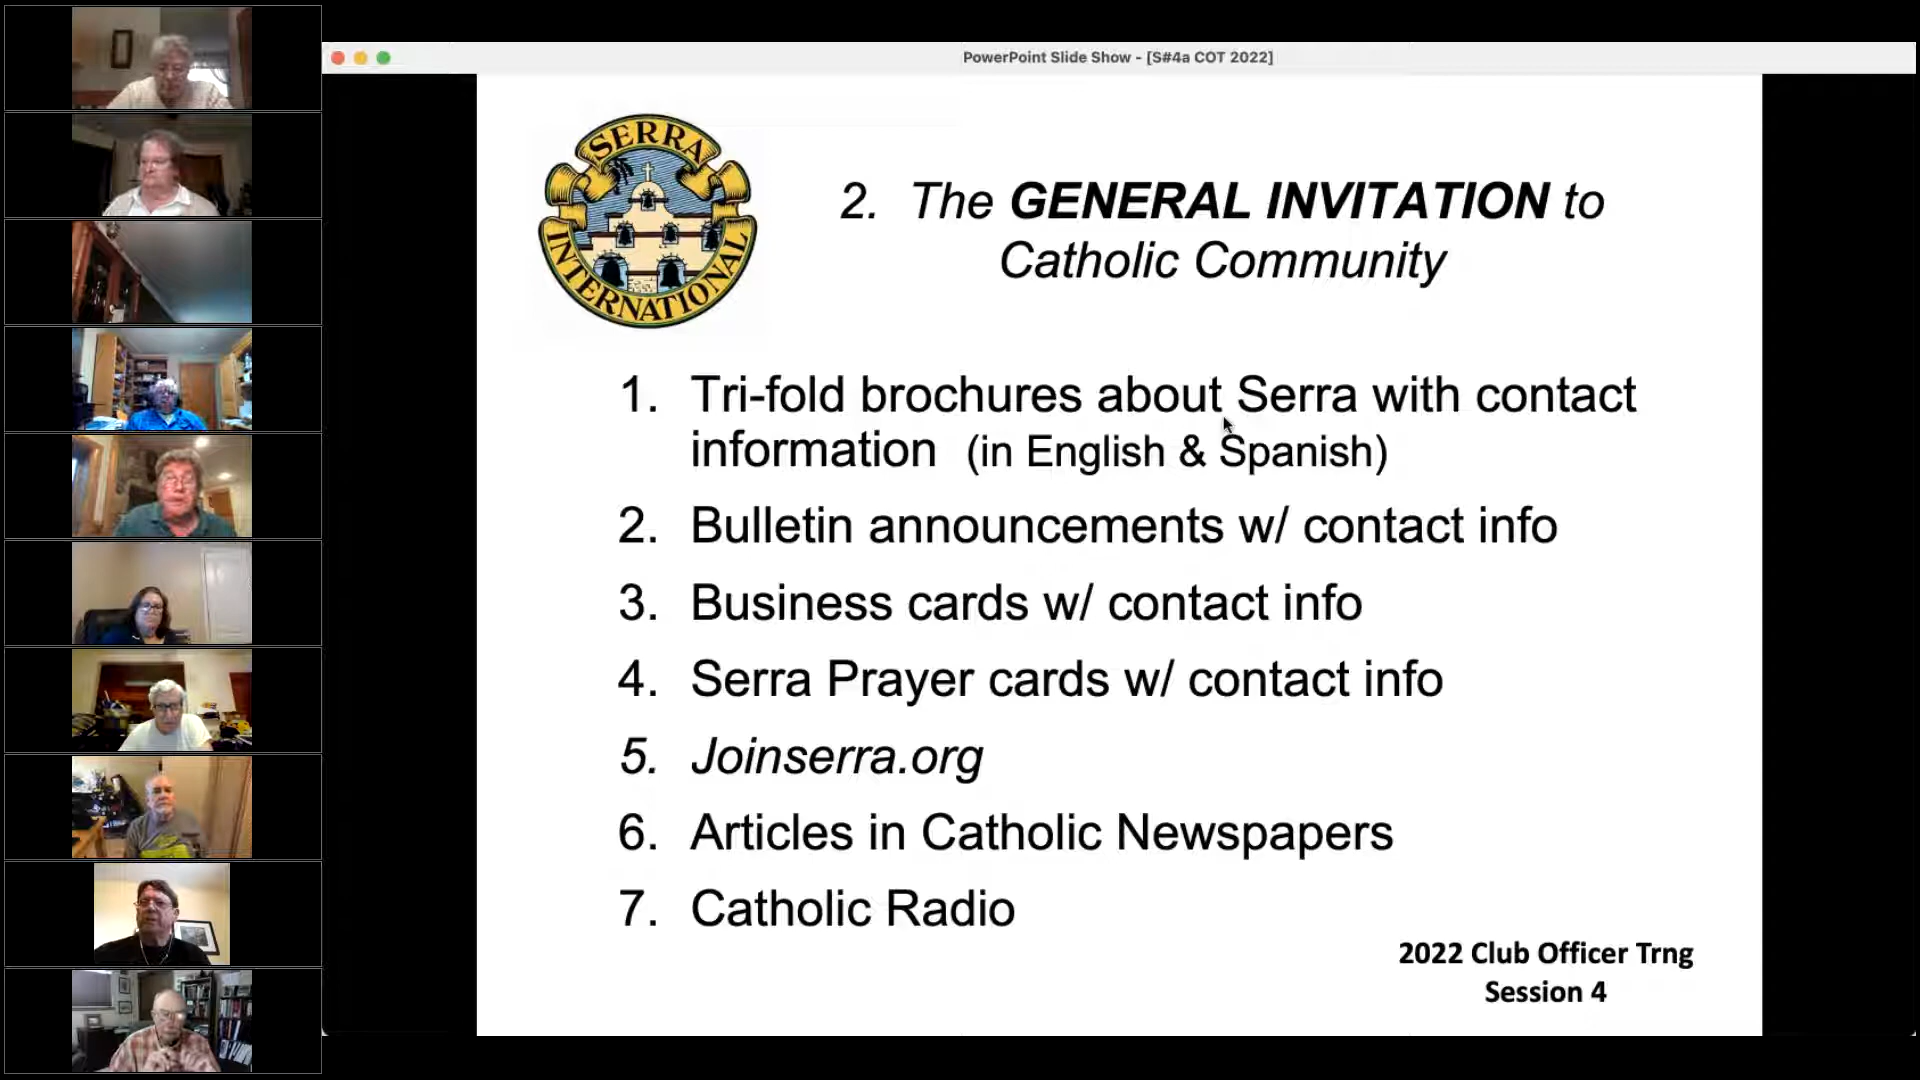 PowerPoint Slide Show - [S#4a COT 2022]
SERRA
INTERNATIONAL
2. The GENERAL INVITATION to
Catholic Community
1. Tri-fold brochures about Serra with contact
information (in English & Spanish)
2. Bulletin announcements w/ contact info
3. Business cards w/ contact info
4. Serra Prayer cards w/ contact info
5. Joinserra.org
6. Articles in Catholic Newspapers
7. Catholic Radio
2022 Club Officer Trng
Session 4